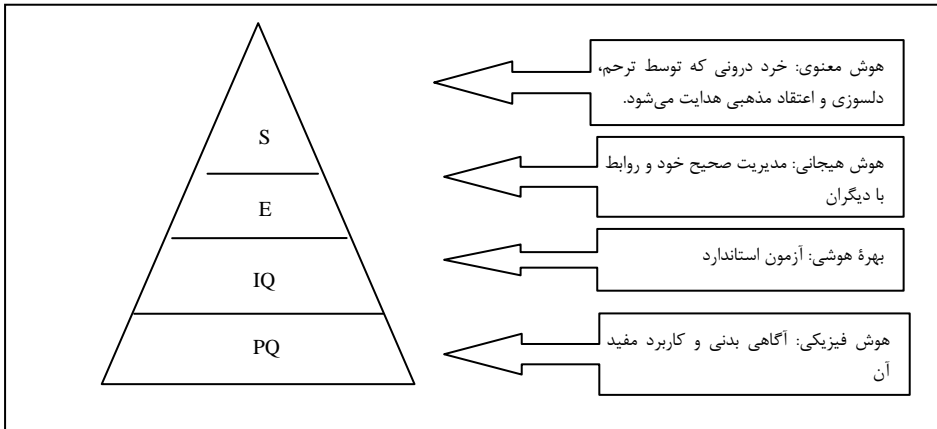 هوش معنوی: خرد درونی که توسط ترحم،
دلسوزی و اعتقاد مذهبی هدایت می‌شود.
S
هوش هیجانی: مدیریت صحیح خود و روابط
با دیگران
E
بهرهٔ هوشی: آزمون استاندارد
IQ
هوش فیزیکی: آگاهی بدنی و کاربرد مفید
آن
PQ